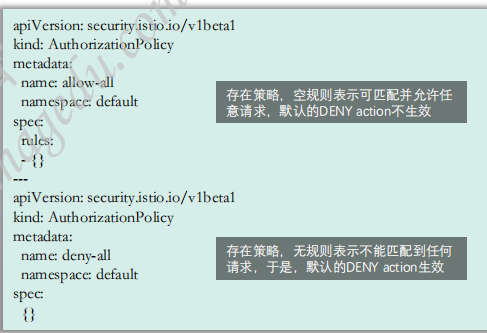 apiVersion: security.istio.io/v1beta1
kind: AuthorizationPolicy
metadata:
  name: allow-all
  namespace: default
spec:
  rules:
  - {}
存在策略，空规则表示可匹配并允许任
意请求，默认的DENY action不生效
---
apiVersion: security.istio.io/v1beta1
kind: AuthorizationPolicy
metadata:
  name: deny-all
  namespace: default
spec:
  {}
存在策略，无规则表示不能匹配到任何
请求，于是，默认的DENY action生效